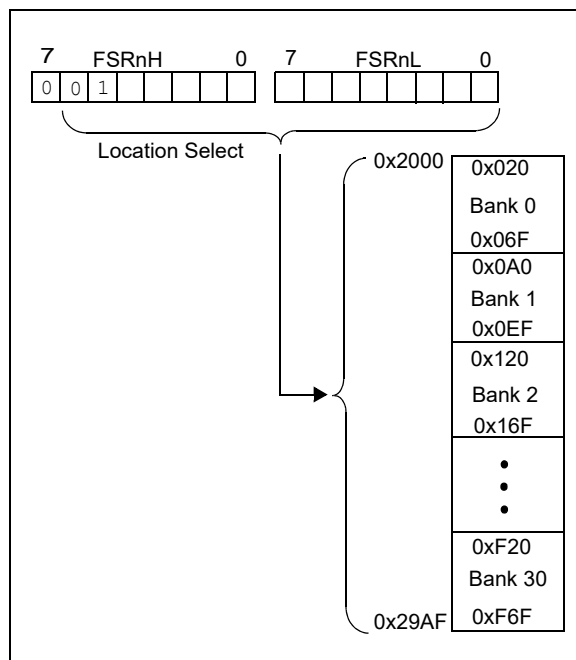 7 FSRnH 0 7 FSRnL 0
0 0 1
Location Select
0x2000
0x020
Bank 0
0x06F
0x0A0
Bank 1
0x0EF
0x120
Bank 2
0x16F
0xF20
Bank 30
0xF6F
0x29AF